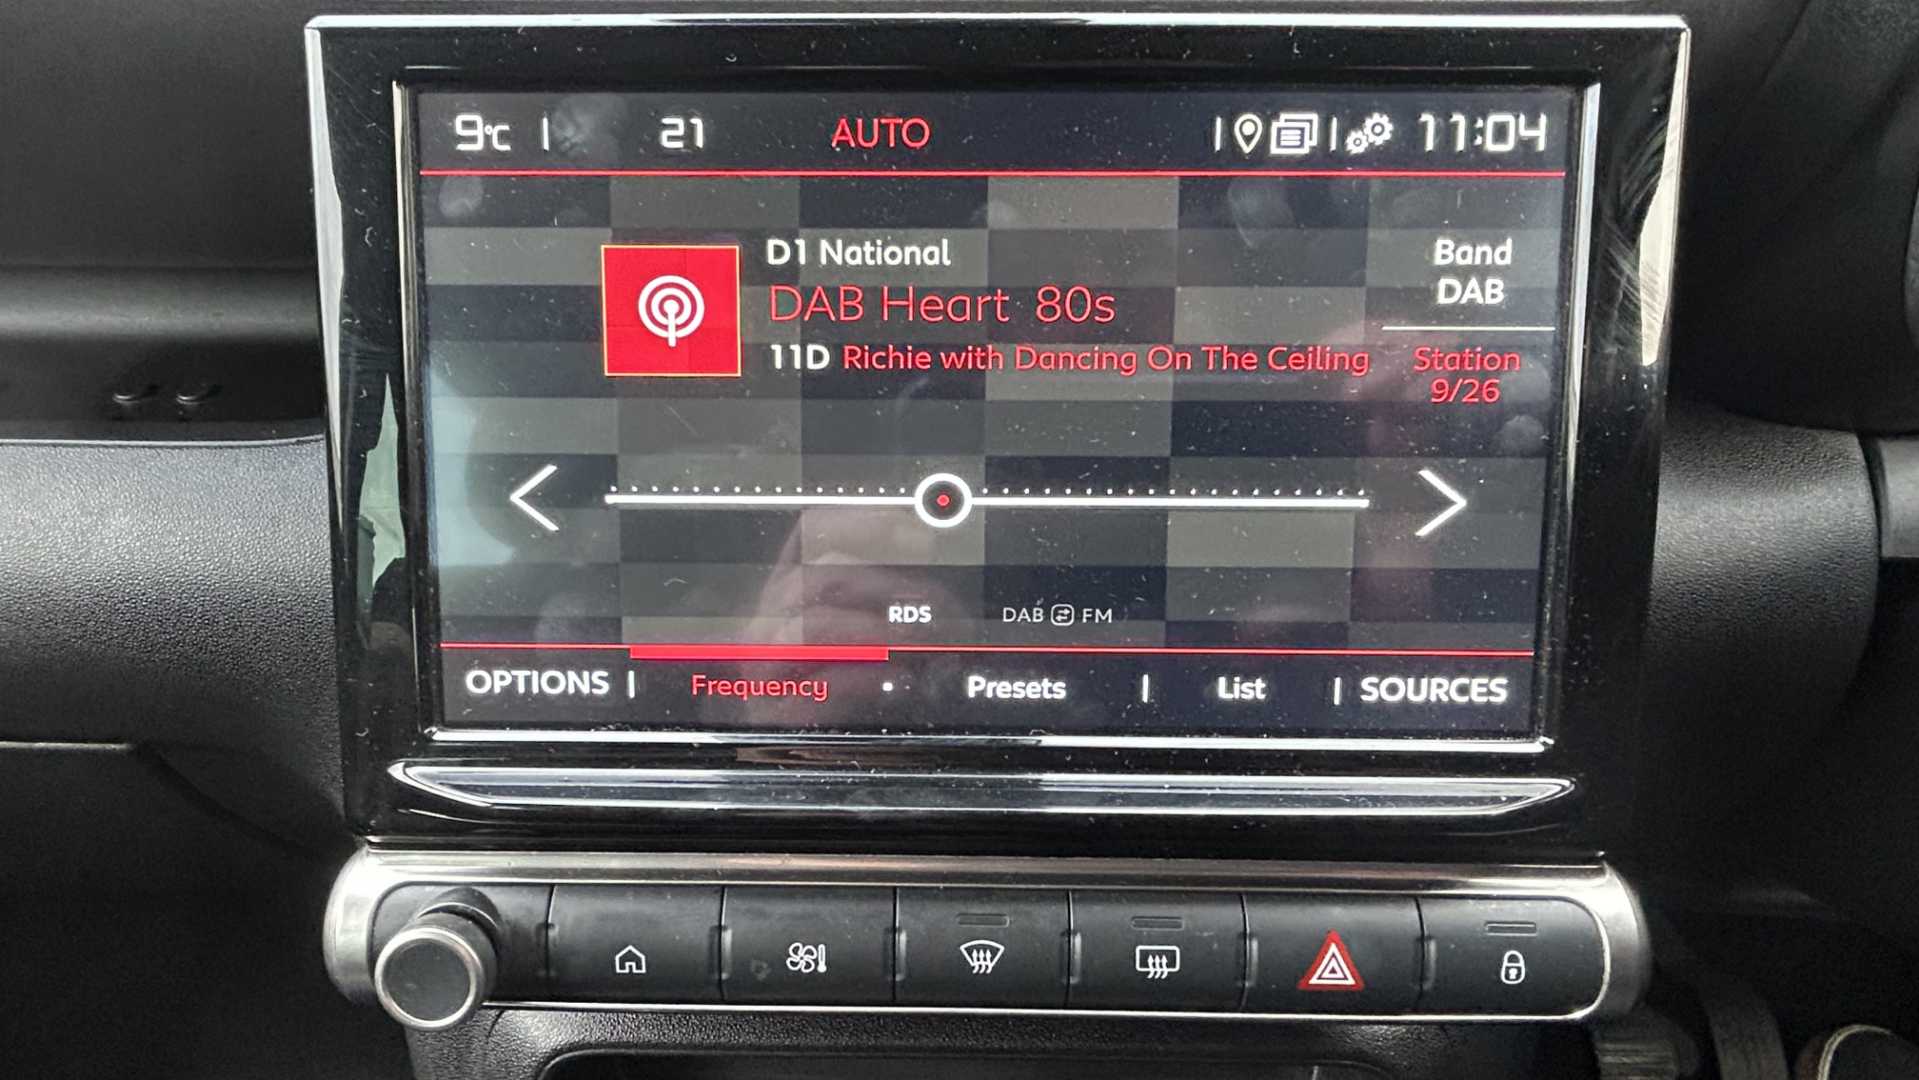 9°C | 21 AUTO 11:04
D1 National
DAB Heart 80s
11D Richie with Dancing On The Ceiling
Band
DAB
Station
9/26
RDS DAB FM
OPTIONS | Frequency • Presets | List | SOURCES